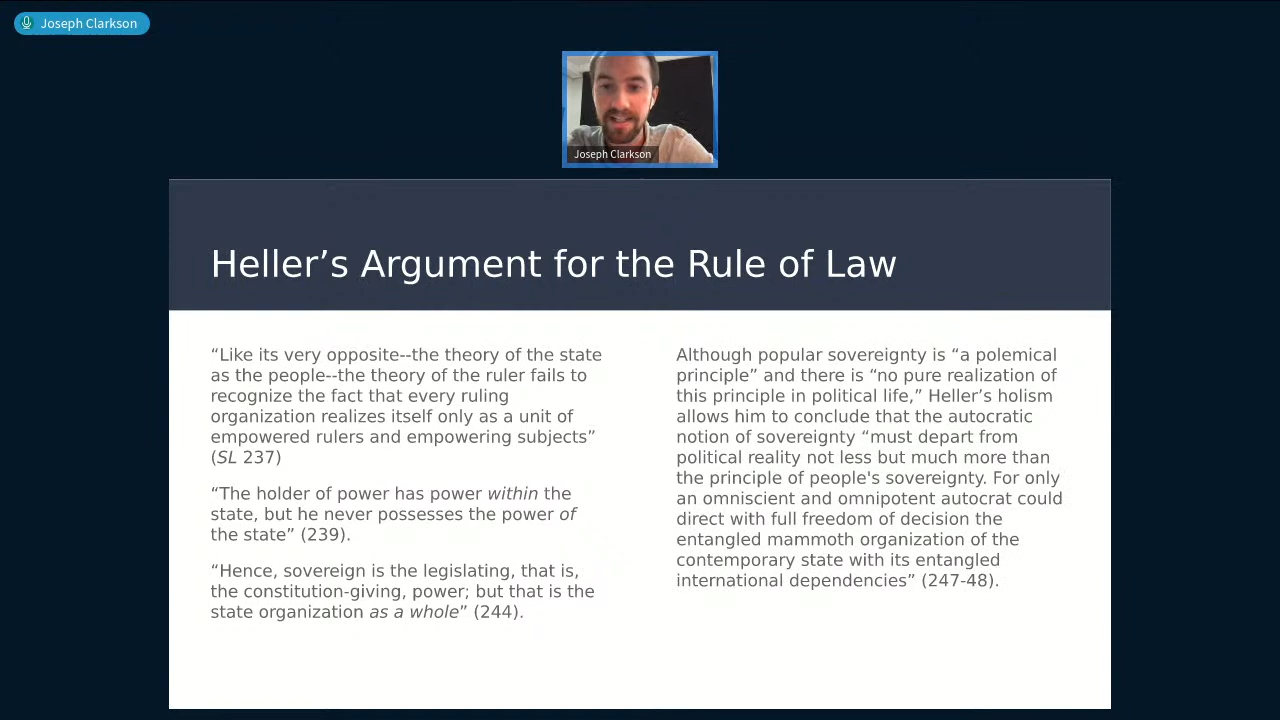 Joseph Clarkson
Joseph Clarkson
Heller’s Argument for the Rule of Law
“Like its very opposite--the theory of the state
as the people--the theory of the ruler fails to
recognize the fact that every ruling
organization realizes itself only as a unit of
empowered rulers and empowering subjects”
(SL 237)
“The holder of power has power within the
state, but he never possesses the power of
the state” (239).
“Hence, sovereign is the legislating, that is,
the constitution-giving, power; but that is the
state organization as a whole” (244).
Although popular sovereignty is “a polemical
principle” and there is “no pure realization of
this principle in political life,” Heller’s holism
allows him to conclude that the autocratic
notion of sovereignty “must depart from
political reality not less but much more than
the principle of people's sovereignty. For only
an omniscient and omnipotent autocrat could
direct with full freedom of decision the
entangled mammoth organization of the
contemporary state with its entangled
international dependencies” (247-48).